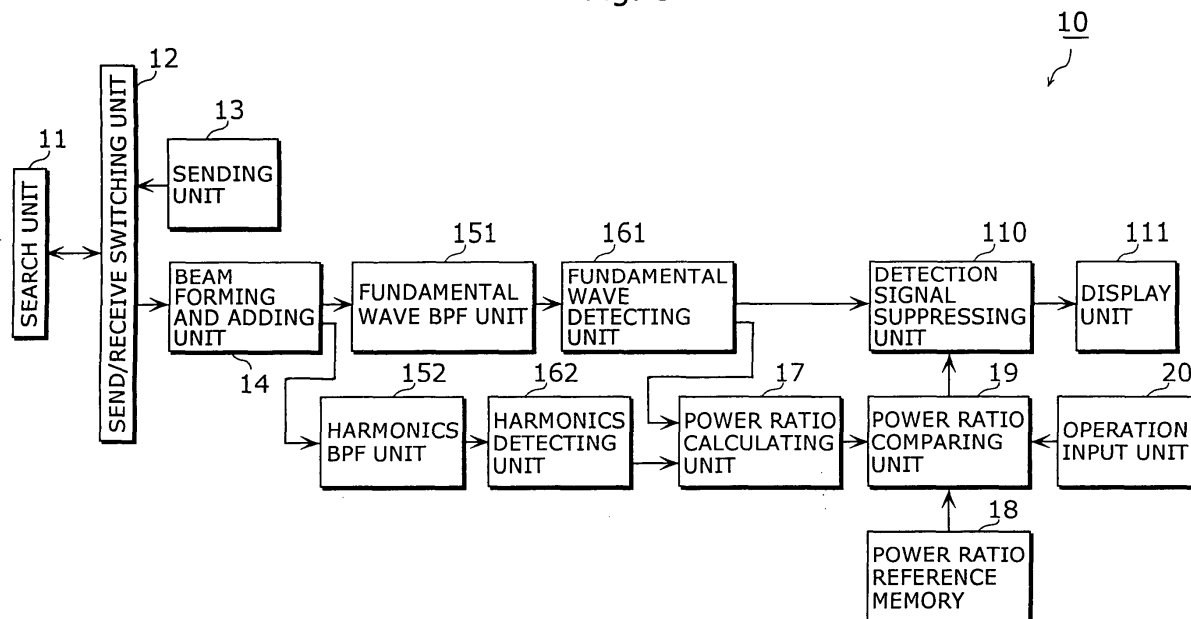 10
12
SEND/RECEIVE SWITCHING UNIT
13
SENDING
UNIT
11
SEARCH UNIT
BEAM
FORMING
AND ADDING
UNIT
14
151
FUNDAMENTAL
WAVE BPF UNIT
161
FUNDAMENTAL
WAVE
DETECTING
UNIT
110
DETECTION
SIGNAL
SUPPRESSING
UNIT
111
DISPLAY
UNIT
152
HARMONICS
BPF UNIT
162
HARMONICS
DETECTING
UNIT
17
POWER RATIO
CALCULATING
UNIT
19
POWER RATIO
COMPARING
UNIT
20
OPERATION
INPUT UNIT
18
POWER RATIO
REFERENCE
MEMORY